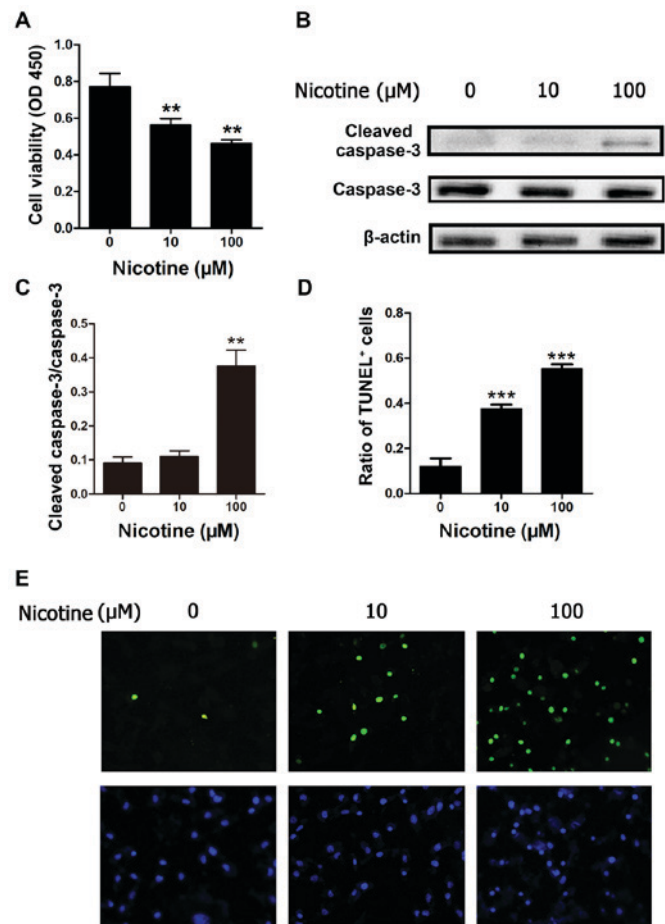 A
Cell viability (OD 450)
1.0
0.8
0.6
0.4
0.2
0.0
**
**
0
10
100
Nicotine (µM)
B
Nicotine (µM) 0 10 100
Cleaved
caspase-3
Caspase-3
β-actin
C
Cleaved caspase-3/caspase-3
0.5
0.4
0.3
0.2
0.1
0.0
**
0
10
100
Nicotine (µM)
D
Ratio of TUNEL⁺ cells
0.8
0.6
0.4
0.2
0.0
***
***
0
10
100
Nicotine (µM)
E
Nicotine (µM) 0 10 100